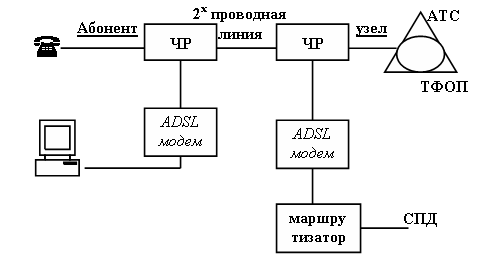 2х проводная
Абонент
линия
узел
АТС
ЧР
ЧР
ТФОП
ADSL
модем
ADSL
модем
маршру
тизатор
СПД